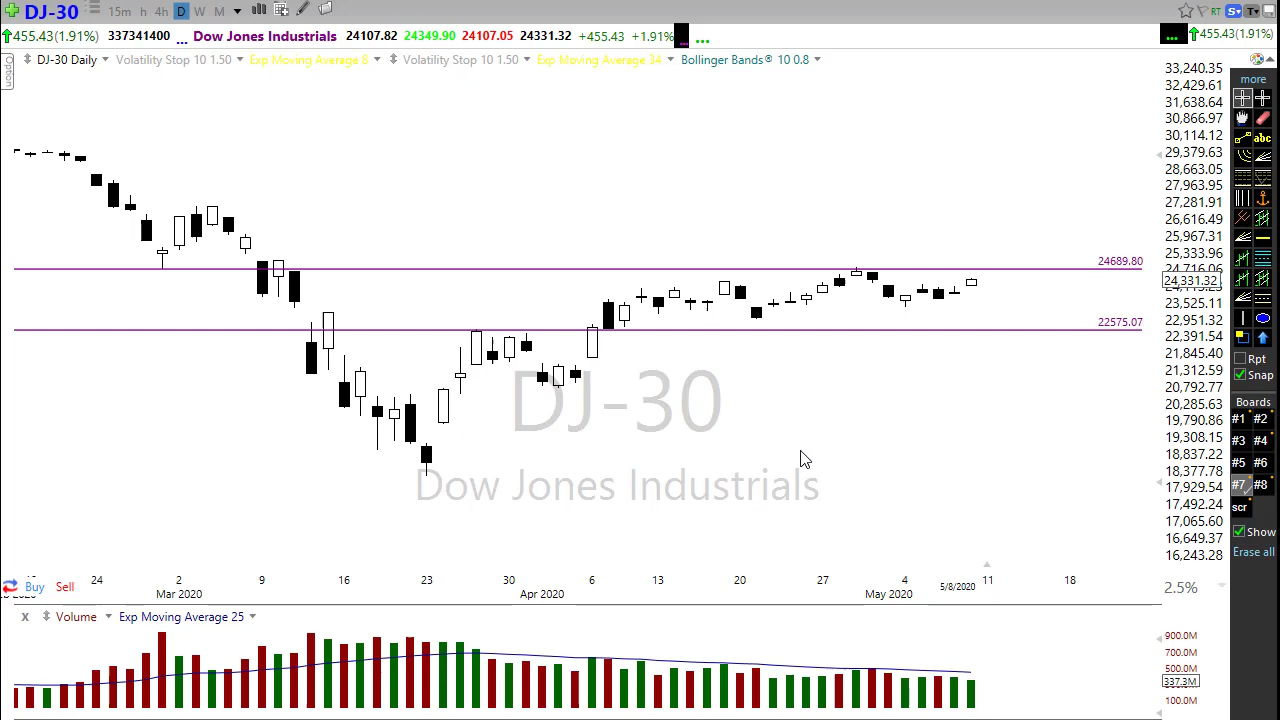 DJ-30 15m h 4h D W M RT S T
455.43(1.91%) 337341400 ... Dow Jones Industrials 24107.82 24349.90 24107.05 24331.32 +455.43 +1.91% ... ... ... 455.43(1.91%)
Option DJ-30 Daily Volatility Stop 10 1.50 Exp Moving Average 8 Volatility Stop 10 1.50 Exp Moving Average 34 Bollinger Bands® 10 0.8
33,240.35
32,429.61
31,638.64
30,866.97
30,114.12
29,379.63
28,663.05
27,963.95
27,281.91
26,616.49
25,967.31
25,333.96
24,716.06
24,331.32
23,525.11
22,951.32
22,391.54
21,845.40
21,312.59
20,792.77
20,285.63
19,790.86
19,308.15
18,837.22
18,377.78
17,929.54
17,492.24
17,065.60
16,649.37
16,243.28
24689.80
22575.07
DJ-30
Dow Jones Industrials
more
abc
Rpt
Snap
Boards
#1 #2
#3 #4
#5 #6
#7 #8
scr
Show
Erase all
24 2 9 16 23 30 6 13 20 27 4 5/8/2020 11 18
Mar 2020 Apr 2020 May 2020
Buy Sell
2.5%
X Volume Exp Moving Average 25
900.0M
700.0M
500.0M
337.3M
100.0M